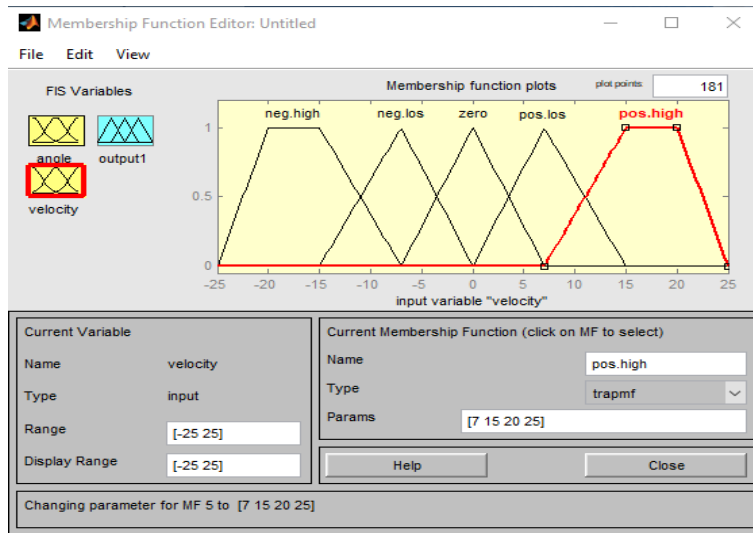 Membership Function Editor: Untitled
File Edit View
FIS Variables
angle
output1
velocity
Membership function plots
plot points:
181
neg.high neg.los zero pos.los pos.high
1
0.5
0
-25 -20 -15 -10 -5 0 5 10 15 20 25
input variable "velocity"
Current Variable
Name velocity
Type input
Range [-25 25]
Display Range [-25 25]
Current Membership Function (click on MF to select)
Name pos.high
Type trapmf
Params [7 15 20 25]
Help Close
Changing parameter for MF 5 to [7 15 20 25]